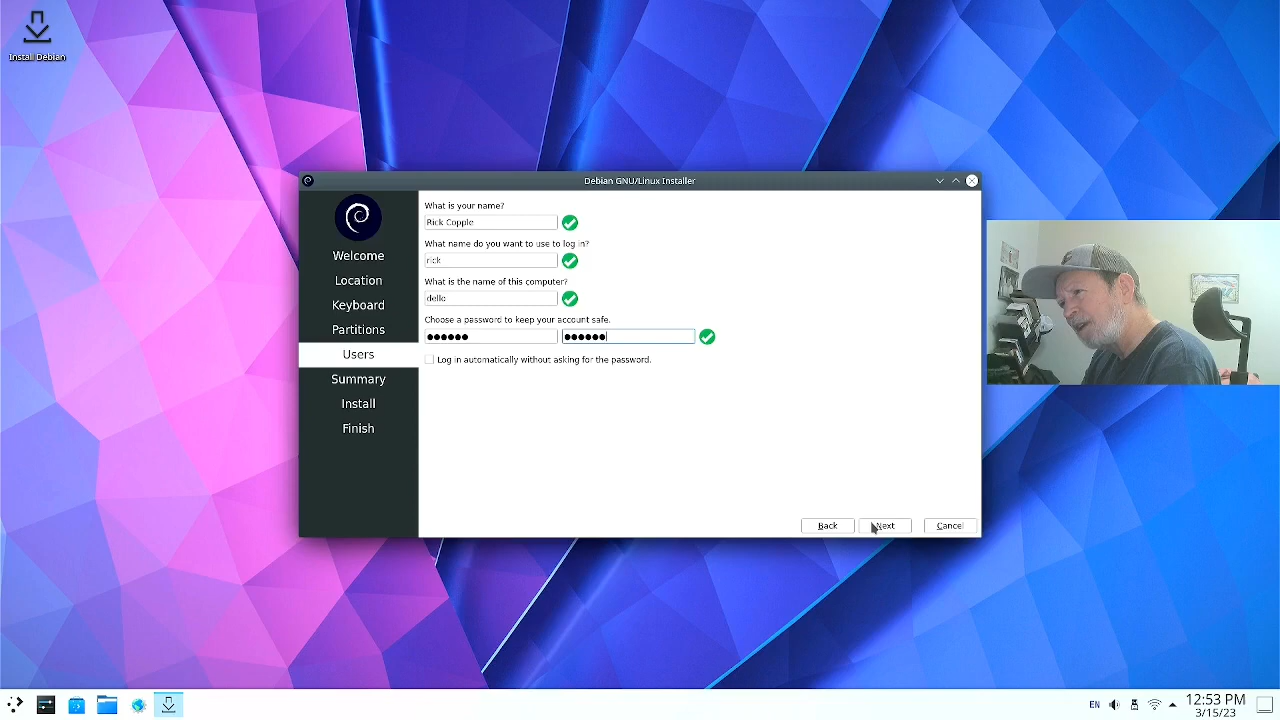 Install Debian
Debian GNU/Linux Installer
Welcome
Location
Keyboard
Partitions
Users
Summary
Install
Finish
What is your name?
Rick Copple
What name do you want to use to log in?
rick
What is the name of this computer?
dello
Choose a password to keep your account safe.
●●●●●● ●●●●●●
Log in automatically without asking for the password.
Back Next Cancel
EN 12:53 PM
3/15/23